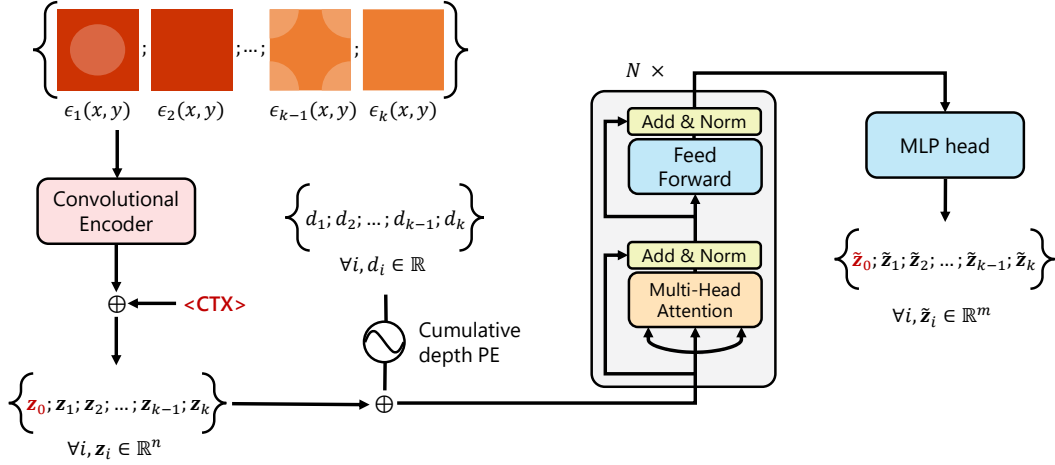 { ; ; …; ; }
ϵ₁(x, y) ϵ₂(x, y) ϵₖ₋₁(x, y) ϵₖ(x, y)
Convolutional
Encoder
⊕ <CTX>
{z₀; z₁; z₂; …; zₖ₋₁; zₖ}
∀i, zᵢ ∈ ℝⁿ
{d₁; d₂; …; dₖ₋₁; dₖ}
∀i, dᵢ ∈ ℝ
Cumulative
depth PE
⊕
N ×
Add & Norm
Feed
Forward
Add & Norm
Multi-Head
Attention
MLP head
{z̃₀; z̃₁; z̃₂; …; z̃ₖ₋₁; z̃ₖ}
∀i, z̃ᵢ ∈ ℝᵐ